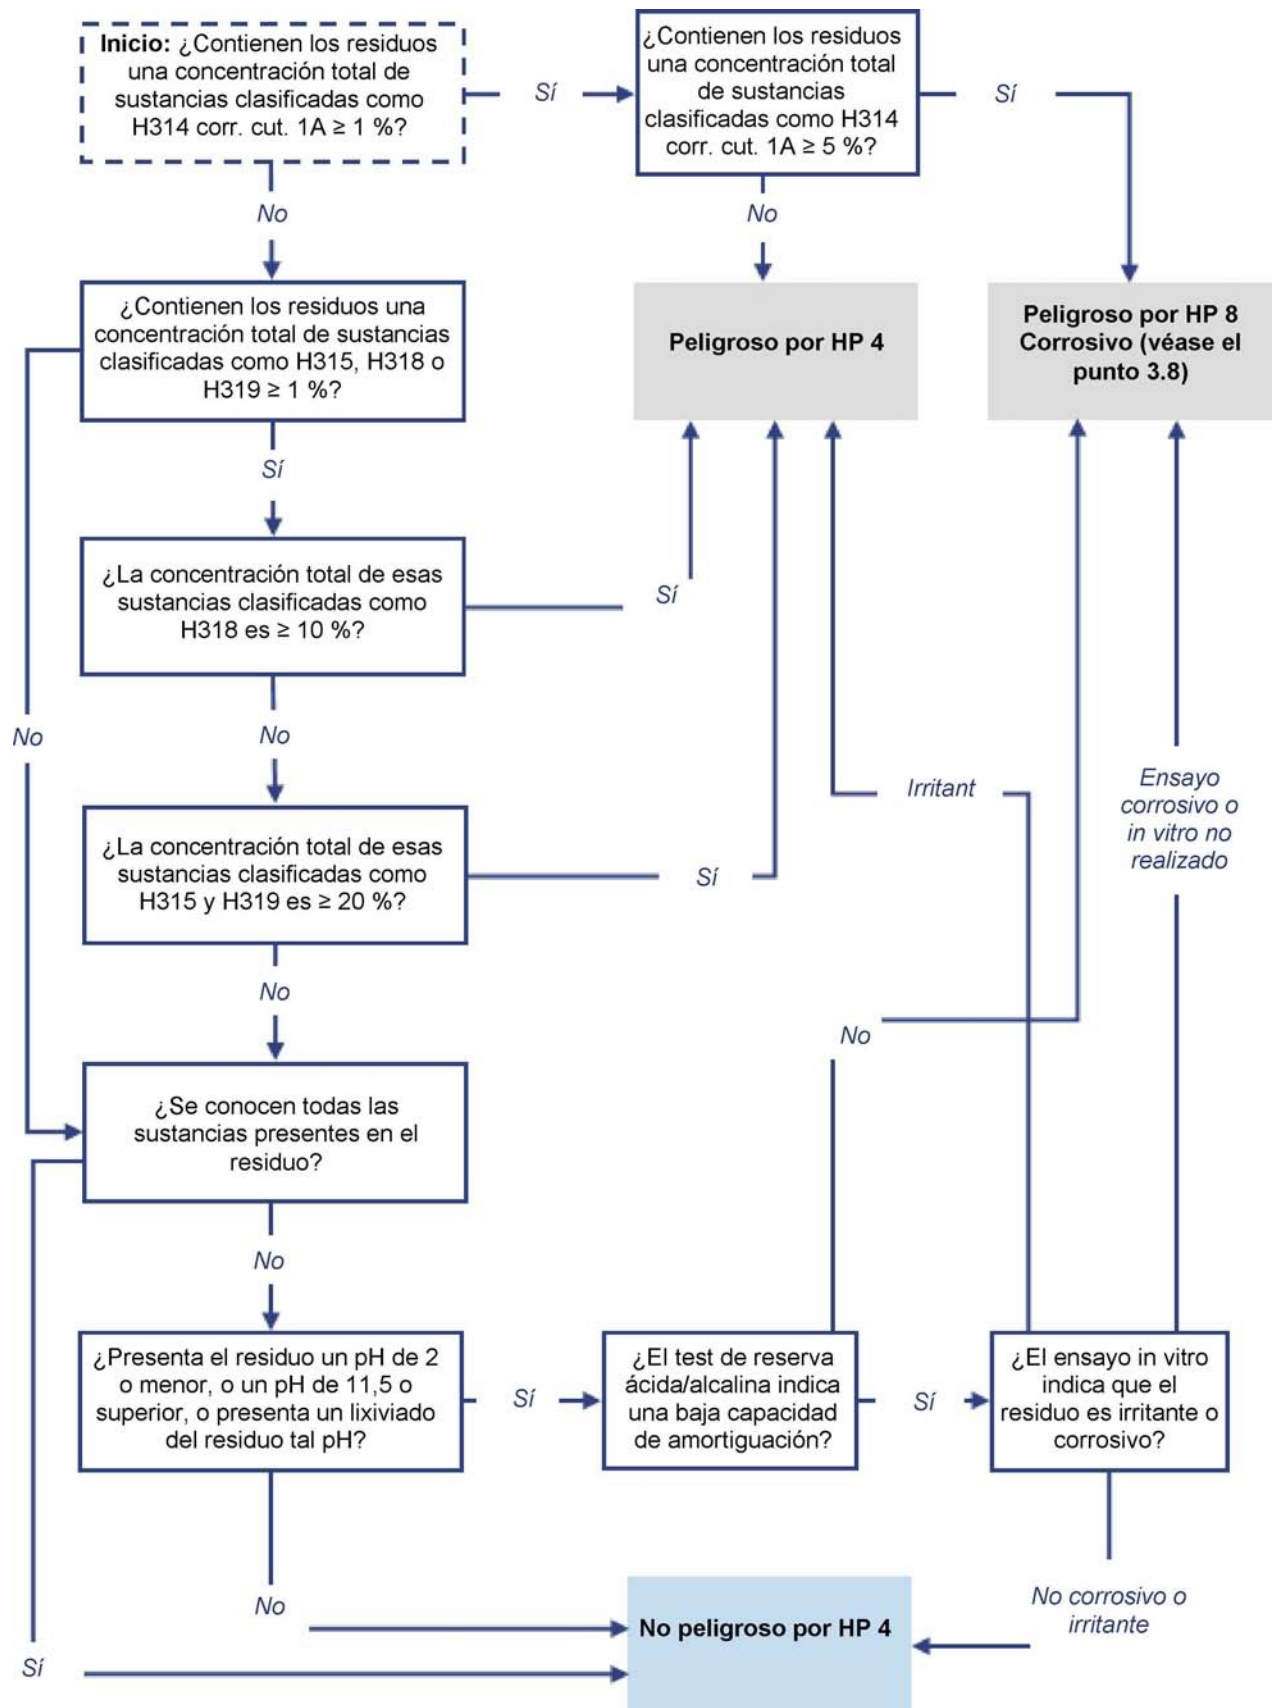 Inicio: ¿Contienen los residuos
una concentración total de
sustancias clasificadas como
H314 corr. cut. 1A ≥ 1 %?
Sí
¿Contienen los residuos
una concentración total
de sustancias
clasificadas como H314
corr. cut. 1A ≥ 5 %?
Sí
No
No
¿Contienen los residuos una
concentración total de sustancias
clasificadas como H315, H318 o
H319 ≥ 1 %?
Peligroso por HP 4
Peligroso por HP 8
Corrosivo (véase el
punto 3.8)
Sí
¿La concentración total de esas
sustancias clasificadas como
H318 es ≥ 10 %?
Sí
No
No
Irritant
Ensayo
corrosivo o
in vitro no
realizado
¿La concentración total de esas
sustancias clasificadas como
H315 y H319 es ≥ 20 %?
Sí
No
No
¿Se conocen todas las
sustancias presentes en el
residuo?
No
¿Presenta el residuo un pH de 2
o menor, o un pH de 11,5 o
superior, o presenta un lixiviado
del residuo tal pH?
Sí
¿El test de reserva
ácida/alcalina indica
una baja capacidad
de amortiguación?
Sí
¿El ensayo in vitro
indica que el
residuo es irritante o
corrosivo?
No
No peligroso por HP 4
No corrosivo o
irritante
Sí